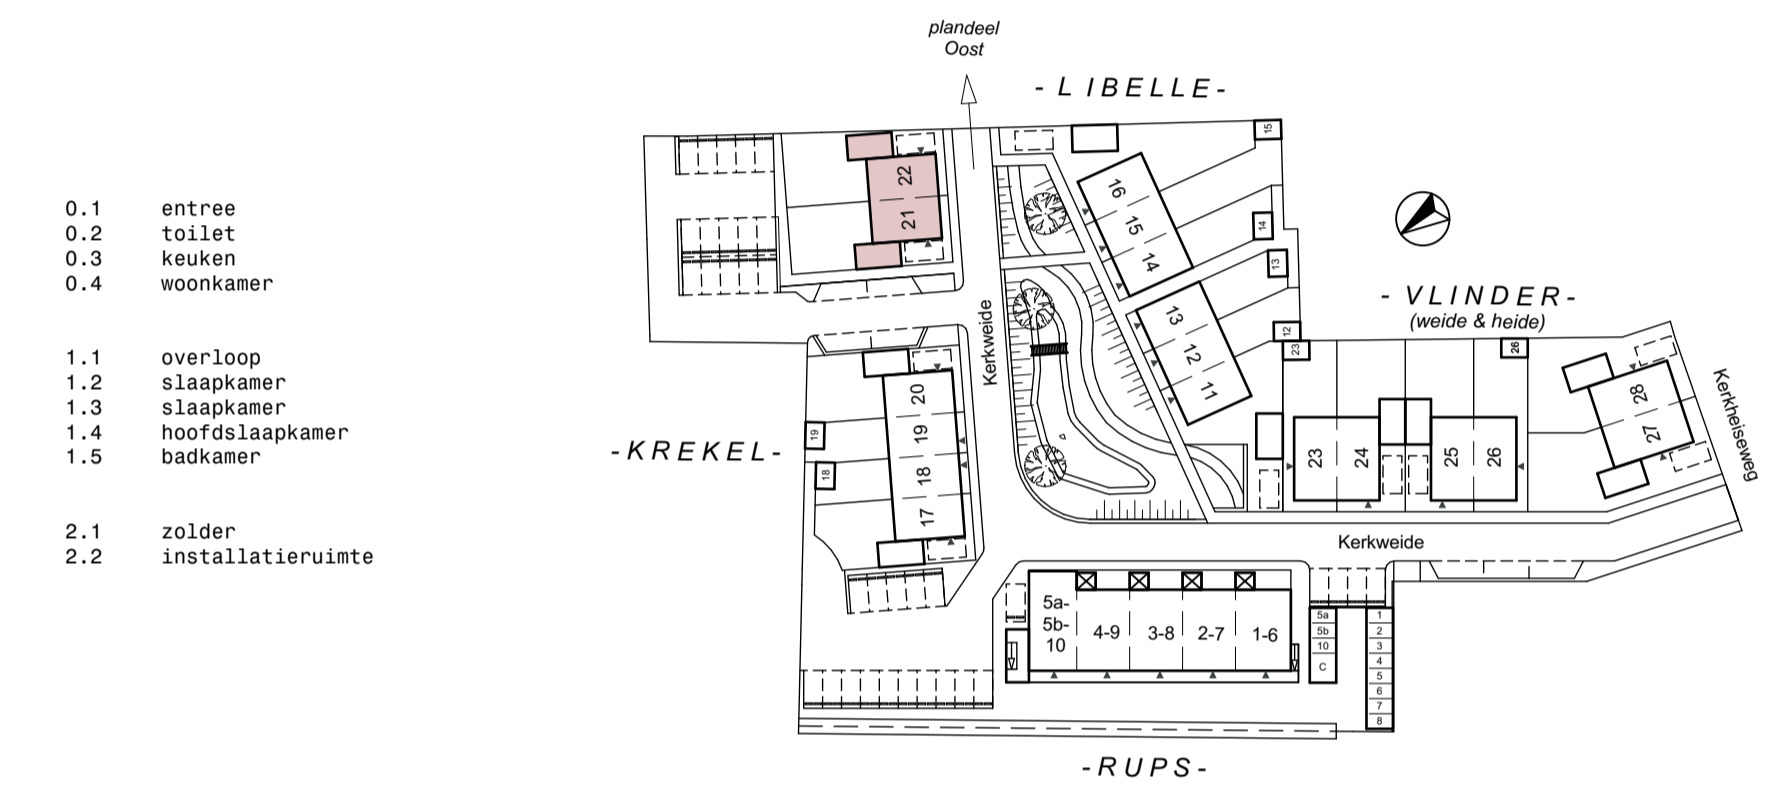 0.1 entree
0.2 toilet
0.3 keuken
0.4 woonkamer
1.1 overloop
1.2 slaapkamer
1.3 slaapkamer
1.4 hoofdslaapkamer
1.5 badkamer
2.1 zolder
2.2 installatieruimte
plandeel
Oost
- LIBELLE-
15
22
21
16
15
14
14
13
13
12
11
12
Kerkweide
- VLINDER-
(weide & heide)
23
26
23
24
25
26
28
27
Kerkheiseweg
-KREKEL-
20
19
18
17
19
18
Kerkweide
5a-
5b-
10
4-9
3-8
2-7
1-6
5a
5b
10
C
1
2
3
4
5
6
7
8
-RUPS-